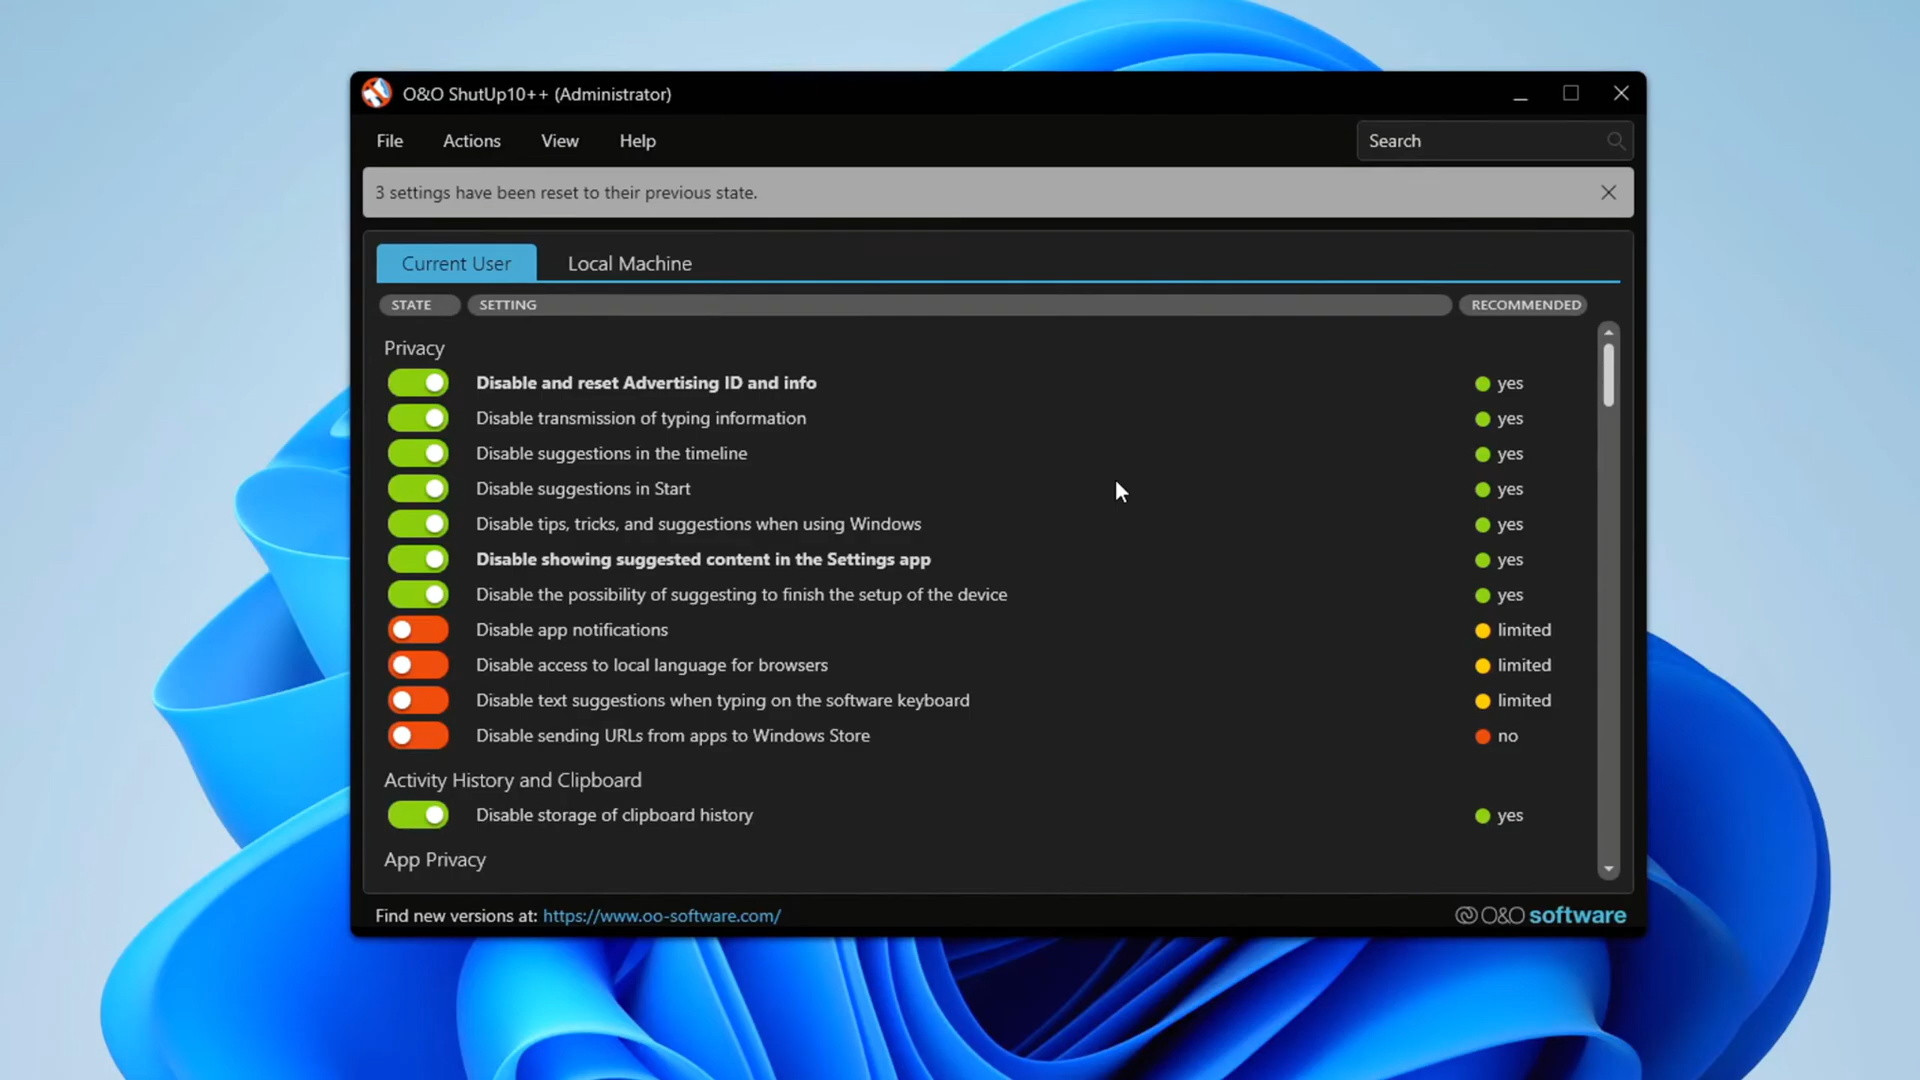 O&O ShutUp10++ (Administrator)
File Actions View Help Search
3 settings have been reset to their previous state.
Current User Local Machine
STATE SETTING RECOMMENDED
Privacy
Disable and reset Advertising ID and info yes
Disable transmission of typing information yes
Disable suggestions in the timeline yes
Disable suggestions in Start yes
Disable tips, tricks, and suggestions when using Windows yes
Disable showing suggested content in the Settings app yes
Disable the possibility of suggesting to finish the setup of the device yes
Disable app notifications limited
Disable access to local language for browsers limited
Disable text suggestions when typing on the software keyboard limited
Disable sending URLs from apps to Windows Store no
Activity History and Clipboard
Disable storage of clipboard history yes
App Privacy
Find new versions at: https://www.oo-software.com/ O&O software